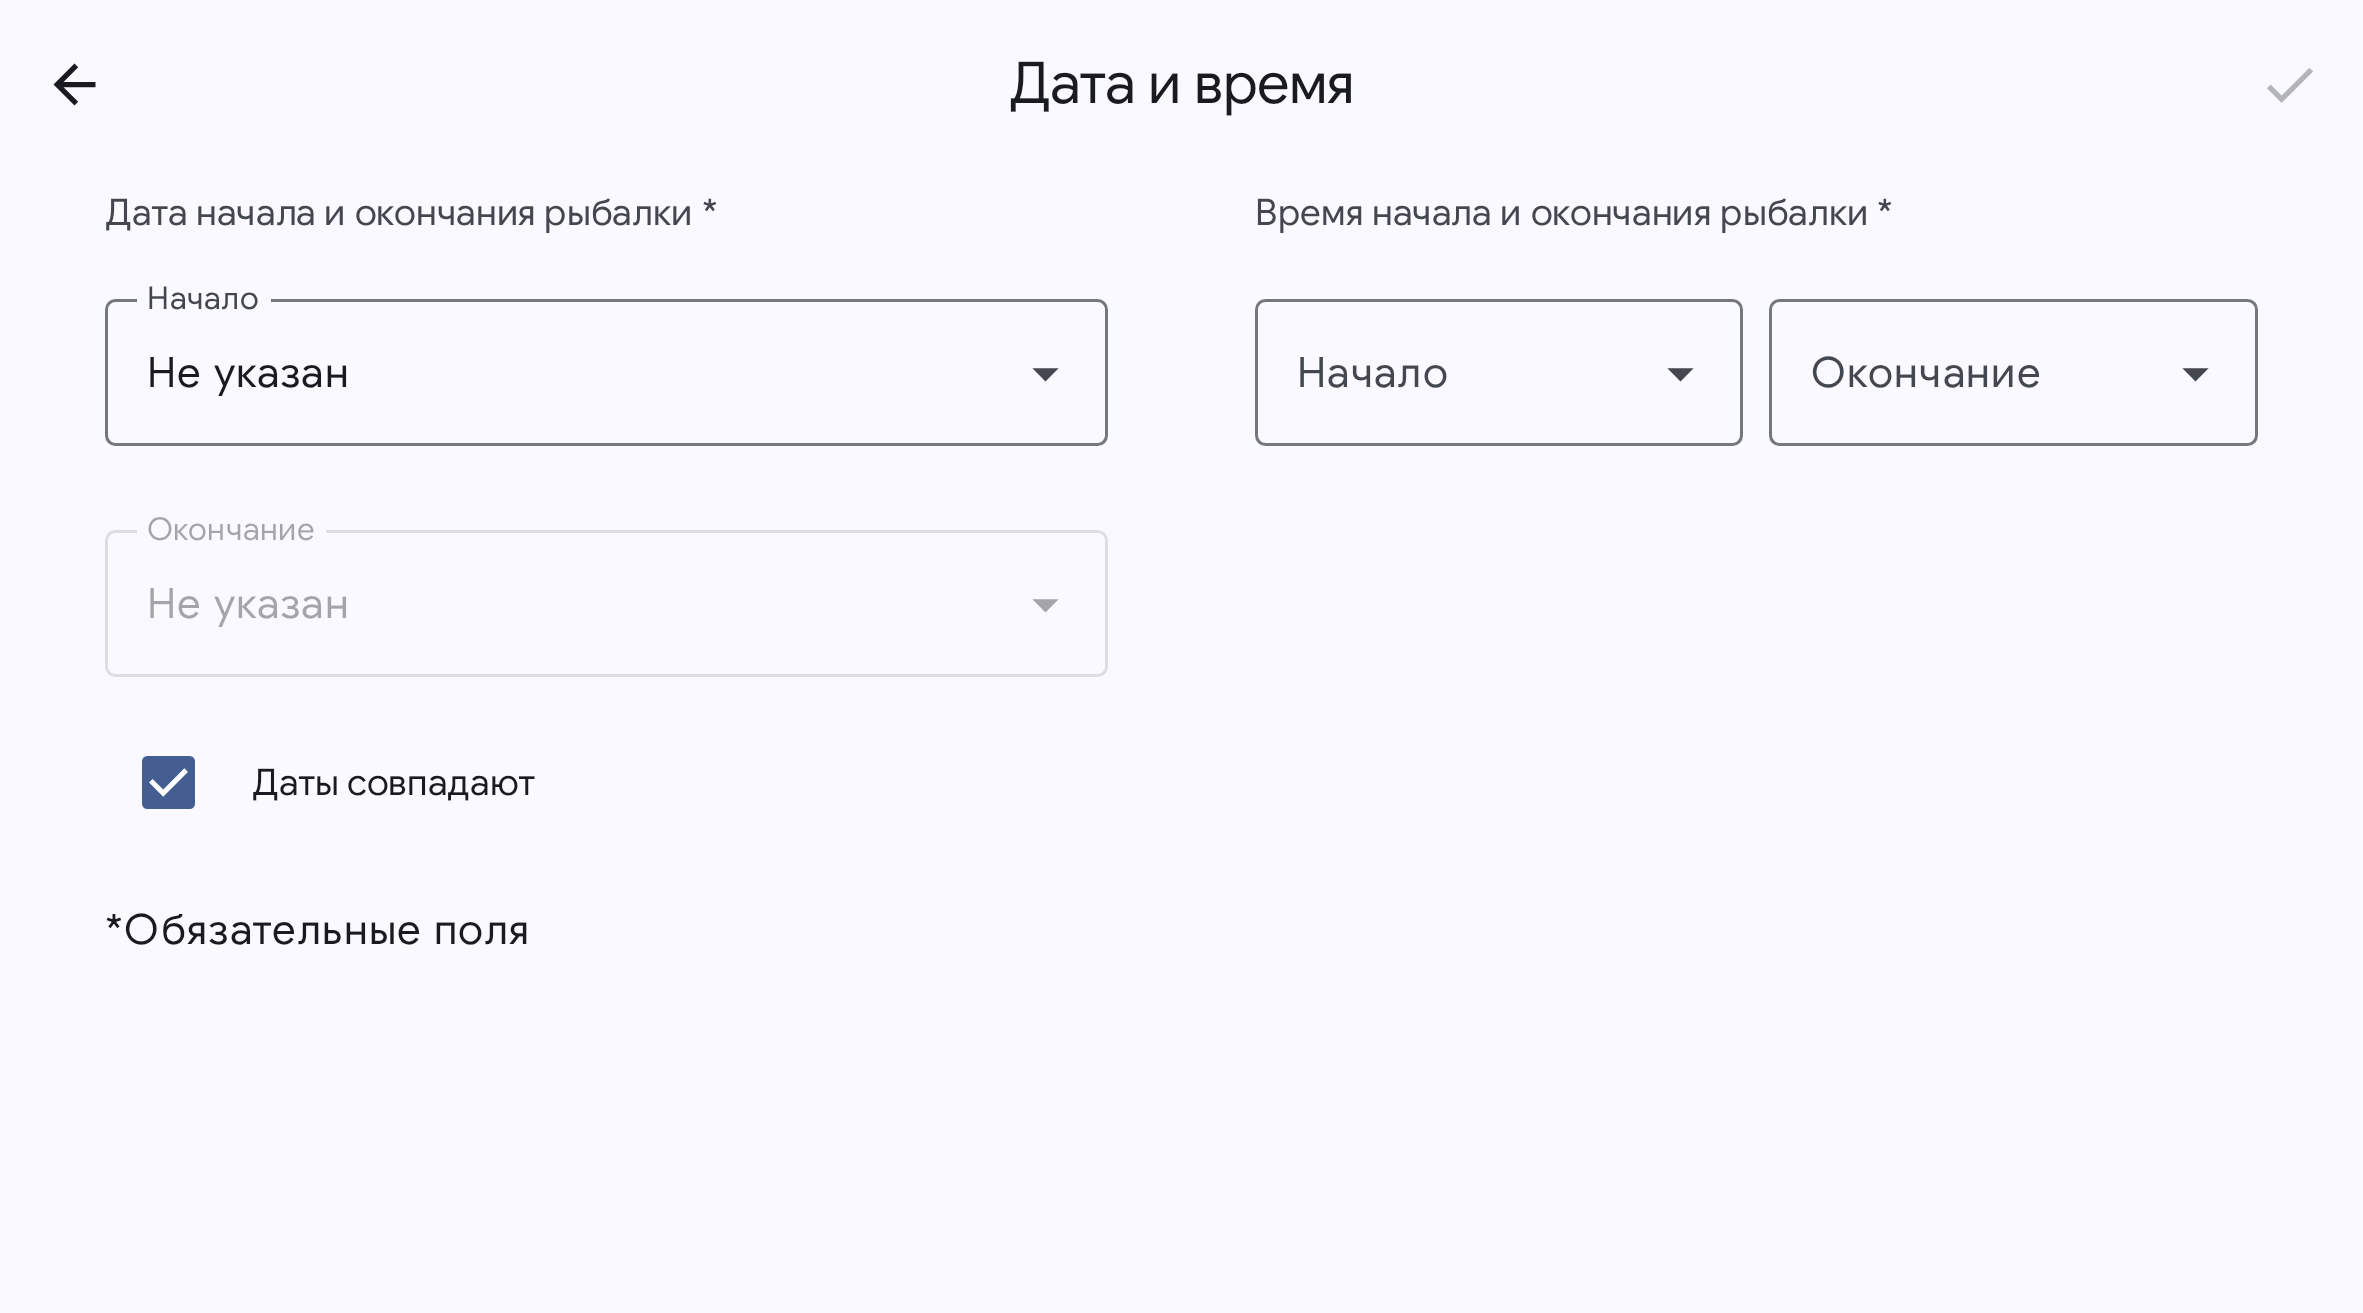 Дата и время
Дата начала и окончания рыбалки *
Начало
Не указан
Окончание
Не указан
Даты совпадают
*Обязательные поля
Время начала и окончания рыбалки *
Начало
Окончание